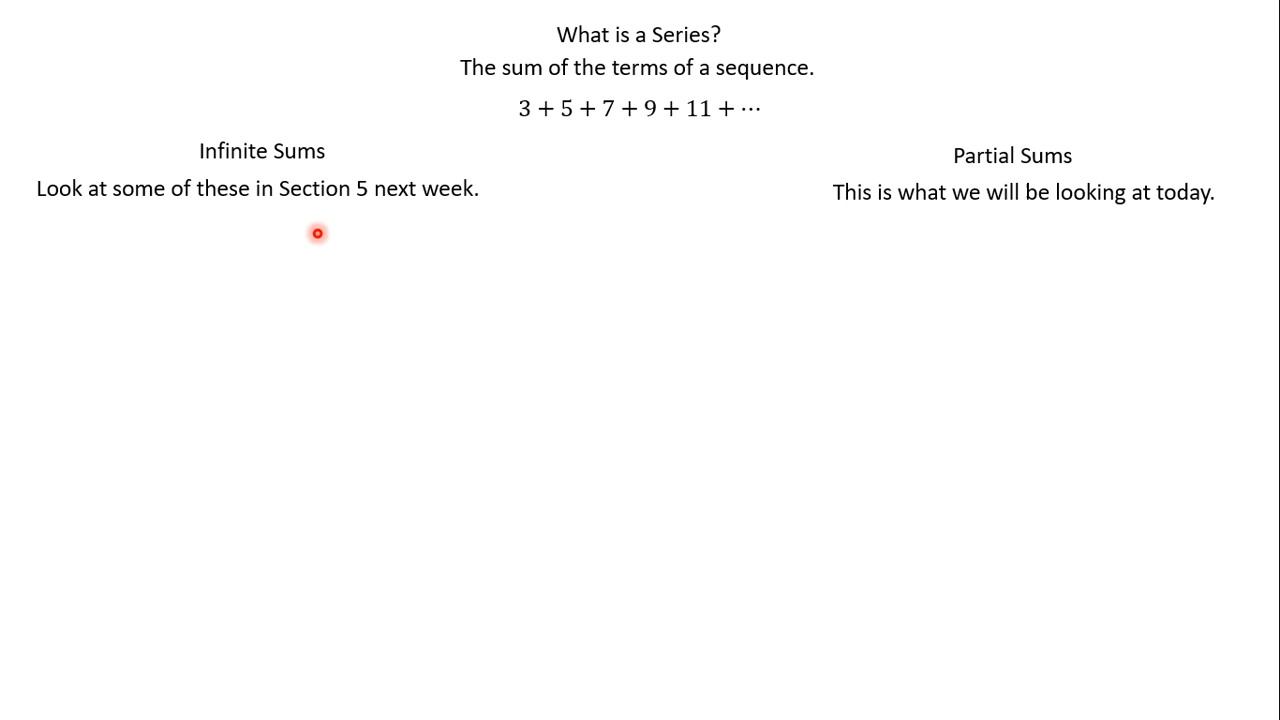 What is a Series?
The sum of the terms of a sequence.
3 + 5 + 7 + 9 + 11 + ⋯
Infinite Sums
Look at some of these in Section 5 next week.
Partial Sums
This is what we will be looking at today.